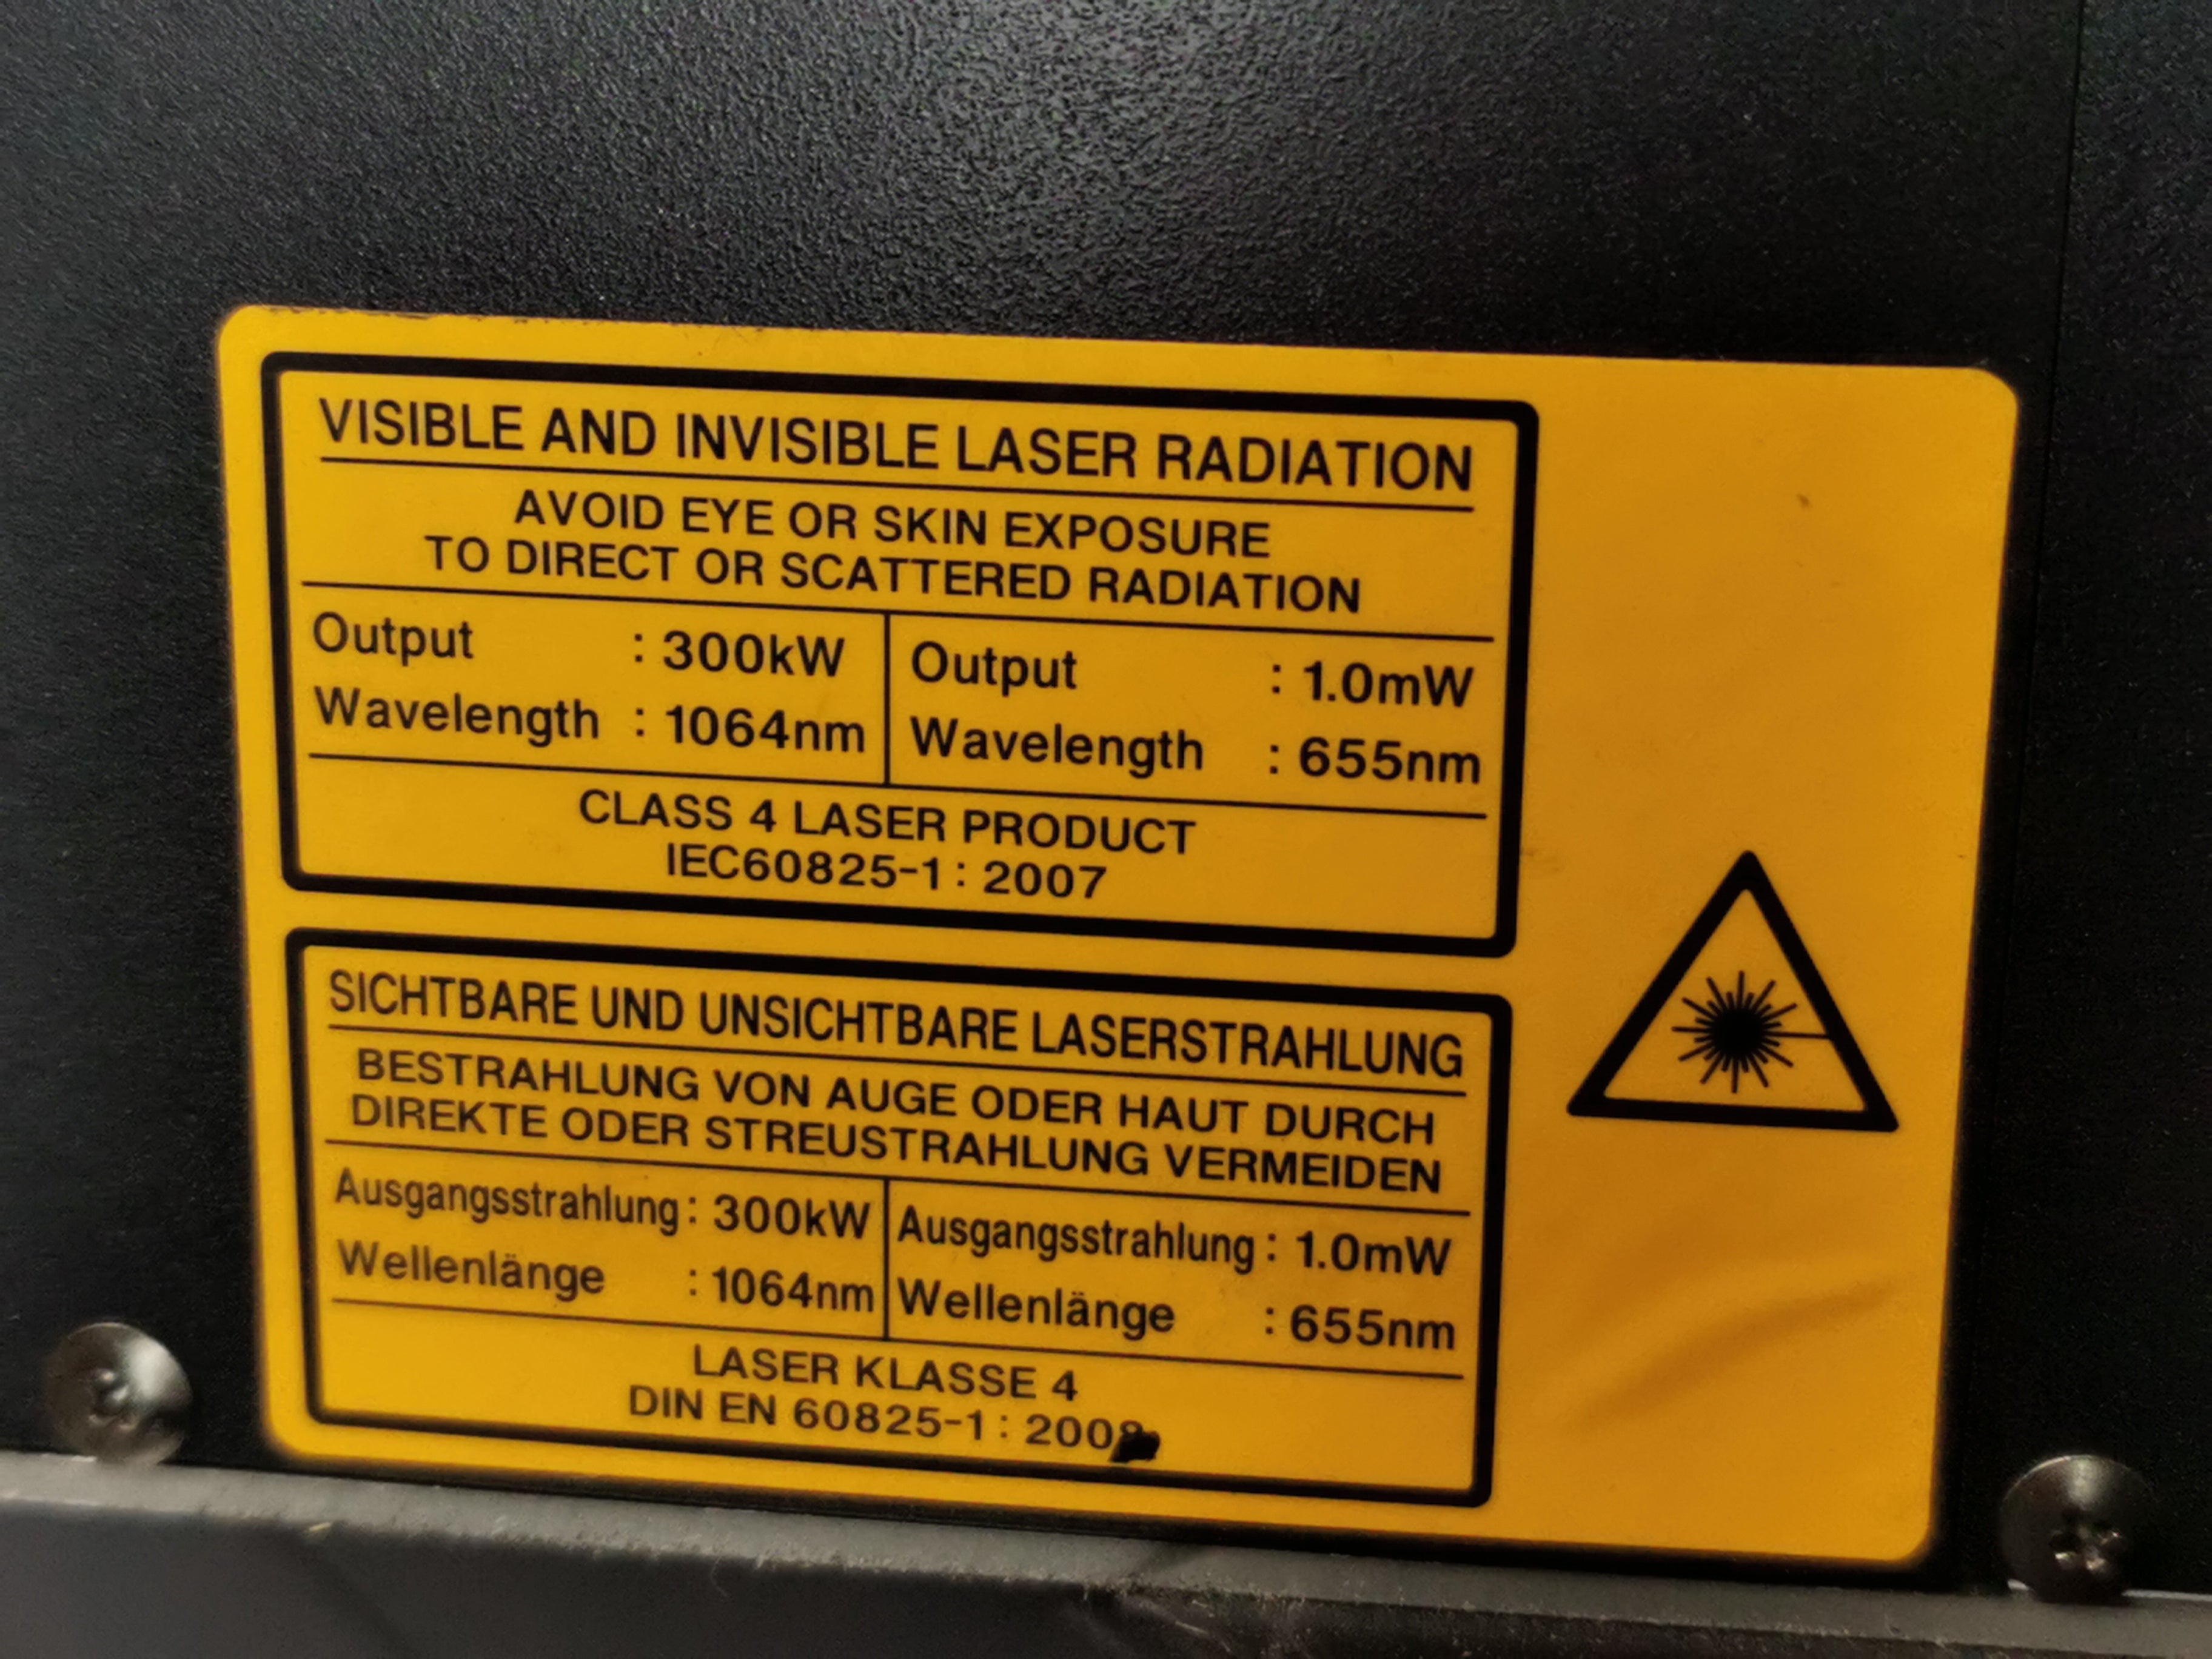 VISIBLE AND INVISIBLE LASER RADIATION
AVOID EYE OR SKIN EXPOSURE
TO DIRECT OR SCATTERED RADIATION
Output : 300kW Output : 1.0mW
Wavelength : 1064nm Wavelength : 655nm
CLASS 4 LASER PRODUCT
IEC60825-1 : 2007
SICHTBARE UND UNSICHTBARE LASERSTRAHLUNG
BESTRAHLUNG VON AUGE ODER HAUT DURCH
DIREKTE ODER STREUSTRAHLUNG VERMEIDEN
Ausgangsstrahlung : 300kW Ausgangsstrahlung : 1.0mW
Wellenlänge : 1064nm Wellenlänge : 655nm
LASER KLASSE 4
DIN EN 60825-1 :